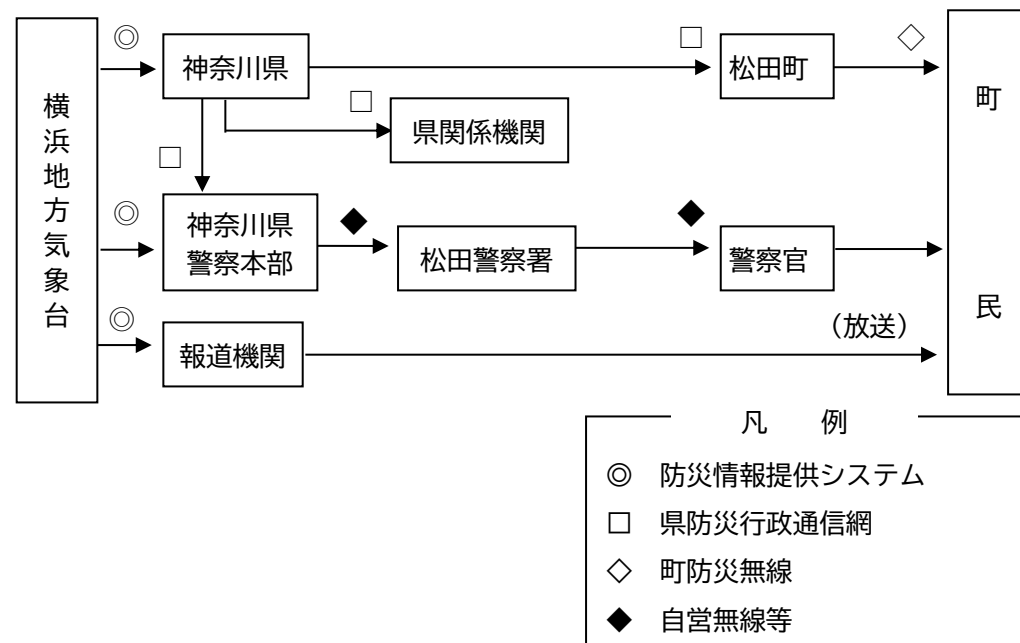 横浜地方気象台
◎
神奈川県
□
松田町
◇
町民
□
県関係機関
□
◎
神奈川県
警察本部
◆
松田警察署
◆
警察官
◎
報道機関
（放送）
凡　例
◎ 防災情報提供システム
□ 県防災行政通信網
◇ 町防災無線
◆ 自営無線等